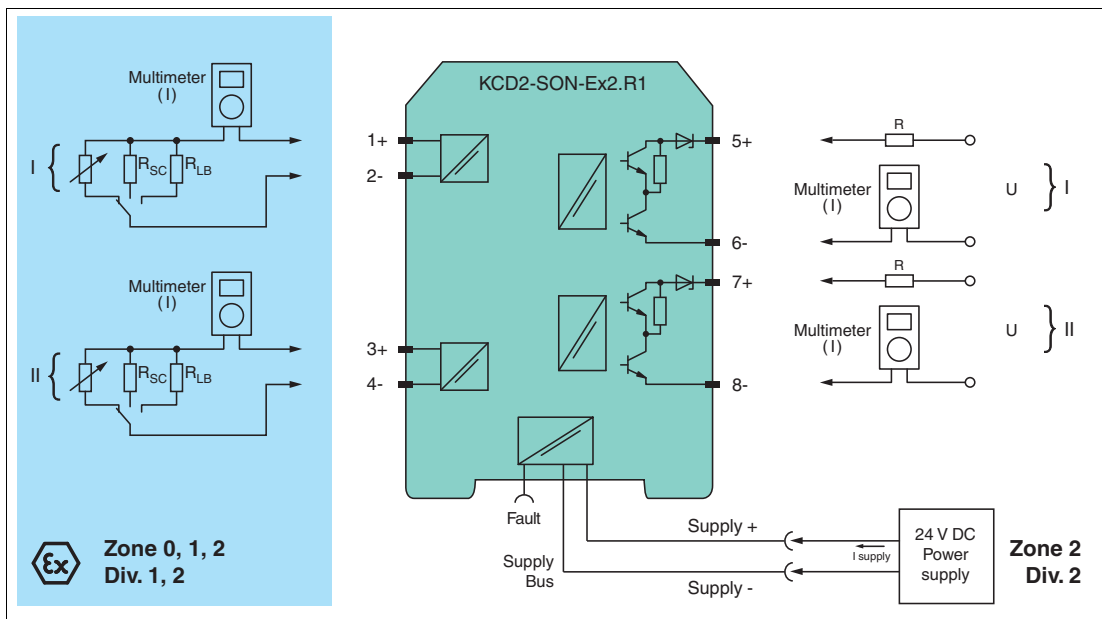 Multimeter
(I)
I
RSC
RLB
Multimeter
(I)
II
RSC
RLB
Ex
Zone 0, 1, 2
Div. 1, 2
KCD2-SON-Ex2.R1
1+
2-
3+
4-
5+
6-
7+
8-
Fault
Supply
Bus
Supply +
Supply -
R
Multimeter
(I)
U
I
R
Multimeter
(I)
U
II
I supply
24 V DC
Power
supply
Zone 2
Div. 2